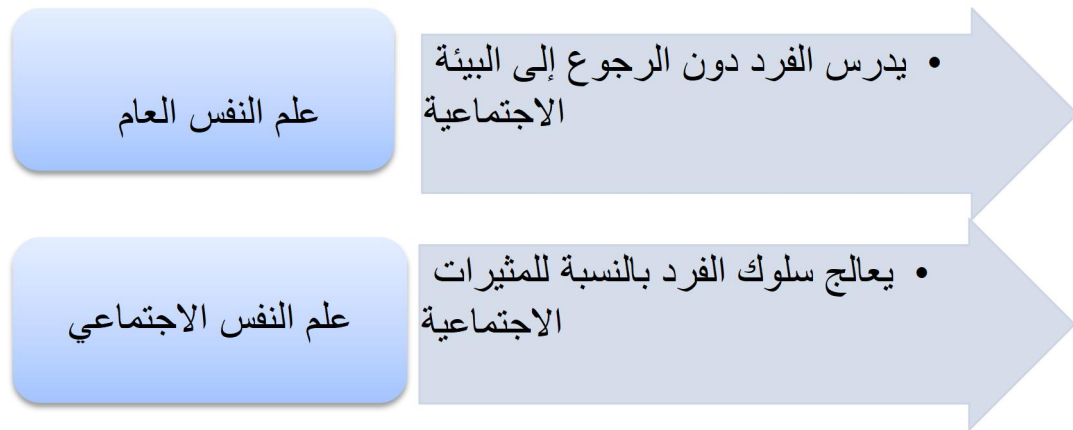 علم النفس العام
• يدرس الفرد دون الرجوع إلى البيئة
الاجتماعية
علم النفس الاجتماعي
• يعالج سلوك الفرد بالنسبة للمثيرات
الاجتماعية